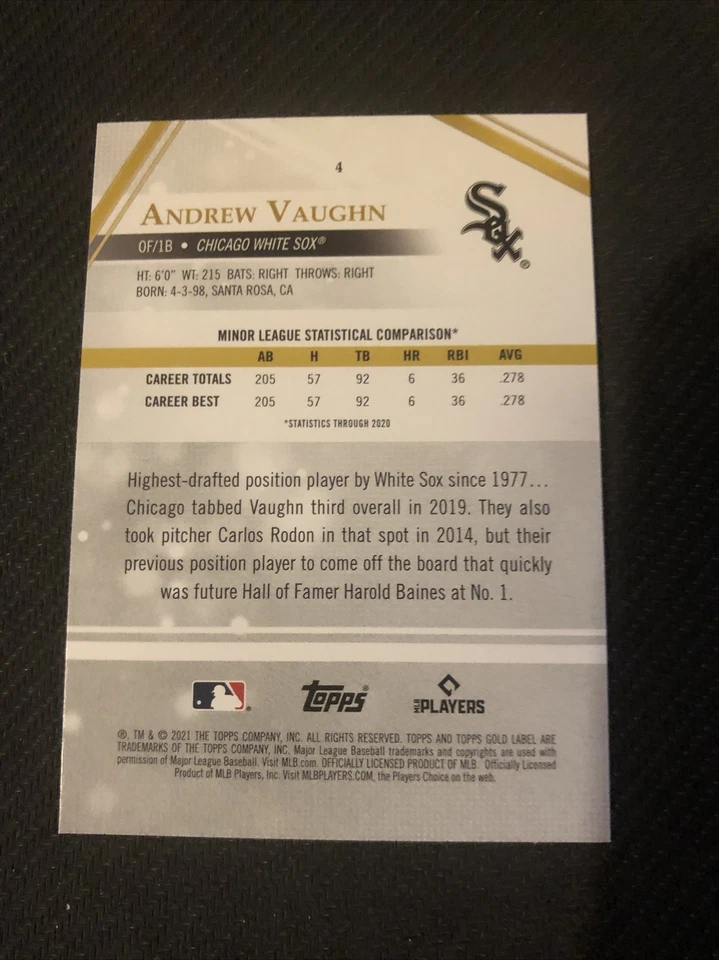 4
ANDREW VAUGHN
Sox
OF/1B • CHICAGO WHITE SOX®
®
HT: 6'0" WT: 215 BATS: RIGHT THROWS: RIGHT
BORN: 4-3-98, SANTA ROSA, CA
MINOR LEAGUE STATISTICAL COMPARISON*
AB H TB HR RBI AVG
CAREER TOTALS 205 57 92 6 36 .278
CAREER BEST 205 57 92 6 36 .278
*STATISTICS THROUGH 2020
Highest-drafted position player by White Sox since 1977...
Chicago tabbed Vaughn third overall in 2019. They also
took pitcher Carlos Rodon in that spot in 2014, but their
previous position player to come off the board that quickly
was future Hall of Famer Harold Baines at No. 1.
topps® MLB PLAYERS
®, TM & © 2021 THE TOPPS COMPANY, INC. ALL RIGHTS RESERVED. TOPPS AND TOPPS GOLD LABEL ARE
TRADEMARKS OF THE TOPPS COMPANY, INC. Major League Baseball trademarks and copyrights are used with
permission of Major League Baseball. Visit MLB.com. OFFICIALLY LICENSED PRODUCT OF MLB. Officially Licensed
Product of MLB Players, Inc. Visit MLBPLAYERS.COM, the Players Choice on the web.